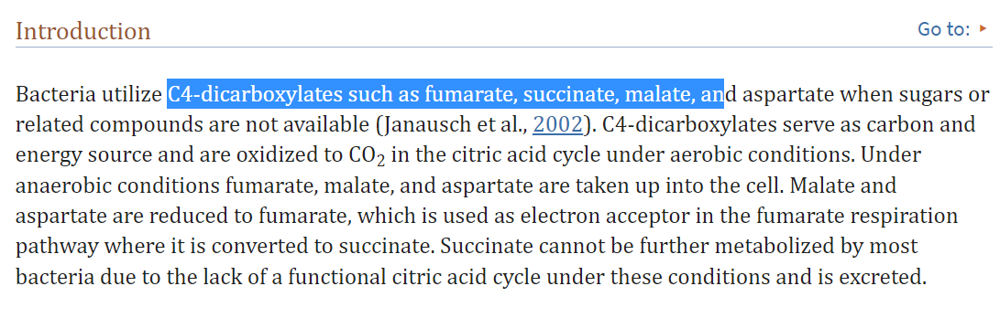 Introduction
Go to:
Bacteria utilize C4-dicarboxylates such as fumarate, succinate, malate, and aspartate when sugars or
related compounds are not available (Janausch et al., 2002). C4-dicarboxylates serve as carbon and
energy source and are oxidized to CO₂ in the citric acid cycle under aerobic conditions. Under
anaerobic conditions fumarate, malate, and aspartate are taken up into the cell. Malate and
aspartate are reduced to fumarate, which is used as electron acceptor in the fumarate respiration
pathway where it is converted to succinate. Succinate cannot be further metabolized by most
bacteria due to the lack of a functional citric acid cycle under these conditions and is excreted.